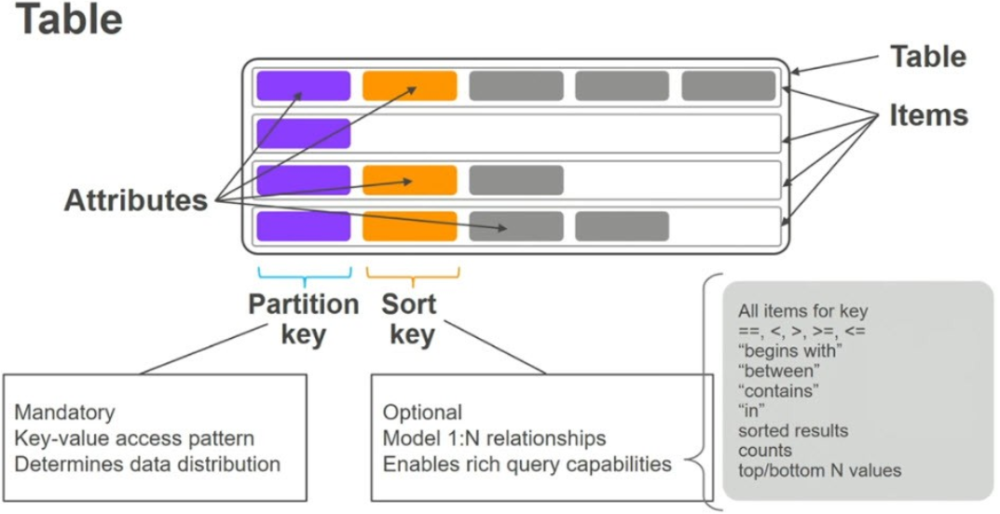 Table
Table
Items
Attributes
Partition
key
Sort
key
Mandatory
Key-value access pattern
Determines data distribution
Optional
Model 1:N relationships
Enables rich query capabilities
All items for key
==, <, >, >=, <=
“begins with”
“between”
“contains”
“in”
sorted results
counts
top/bottom N values